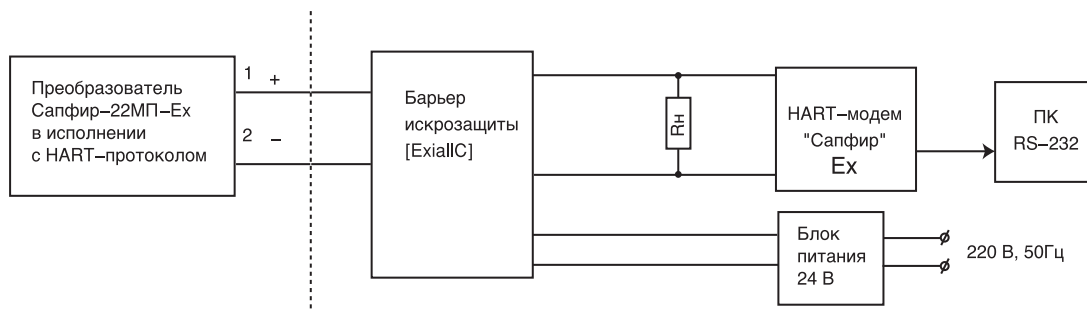 Преобразователь
Сапфир–22МП–Ех
в исполнении
с HART–протоколом
1 +
2 –
Барьер
искрозащиты
[ExiaIIC]
Rн
HART–модем
"Сапфир"
Ex
ПК
RS–232
Блок
питания
24 В
220 В, 50Гц